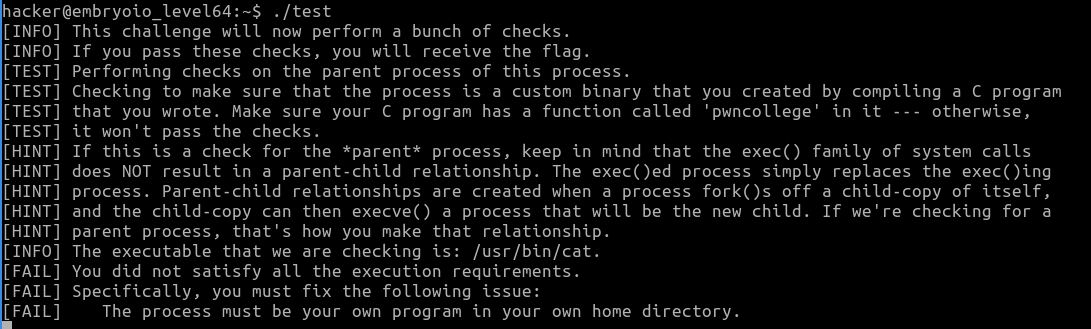 hacker@embryoio_level64:~$ ./test
[INFO] This challenge will now perform a bunch of checks.
[INFO] If you pass these checks, you will receive the flag.
[TEST] Performing checks on the parent process of this process.
[TEST] Checking to make sure that the process is a custom binary that you created by compiling a C program
[TEST] that you wrote. Make sure your C program has a function called 'pwncollege' in it --- otherwise,
[TEST] it won't pass the checks.
[HINT] If this is a check for the *parent* process, keep in mind that the exec() family of system calls
[HINT] does NOT result in a parent-child relationship. The exec()ed process simply replaces the exec()ing
[HINT] process. Parent-child relationships are created when a process fork()s off a child-copy of itself,
[HINT] and the child-copy can then execve() a process that will be the new child. If we're checking for a
[HINT] parent process, that's how you make that relationship.
[INFO] The executable that we are checking is: /usr/bin/cat.
[FAIL] You did not satisfy all the execution requirements.
[FAIL] Specifically, you must fix the following issue:
[FAIL]    The process must be your own program in your own home directory.